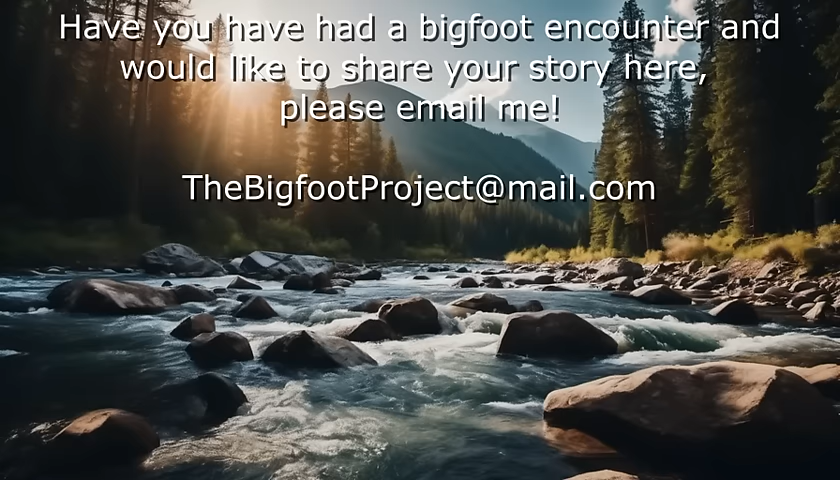 Have you have had a bigfoot encounter and
would like to share your story here,
please email me!
TheBigfootProject@mail.com